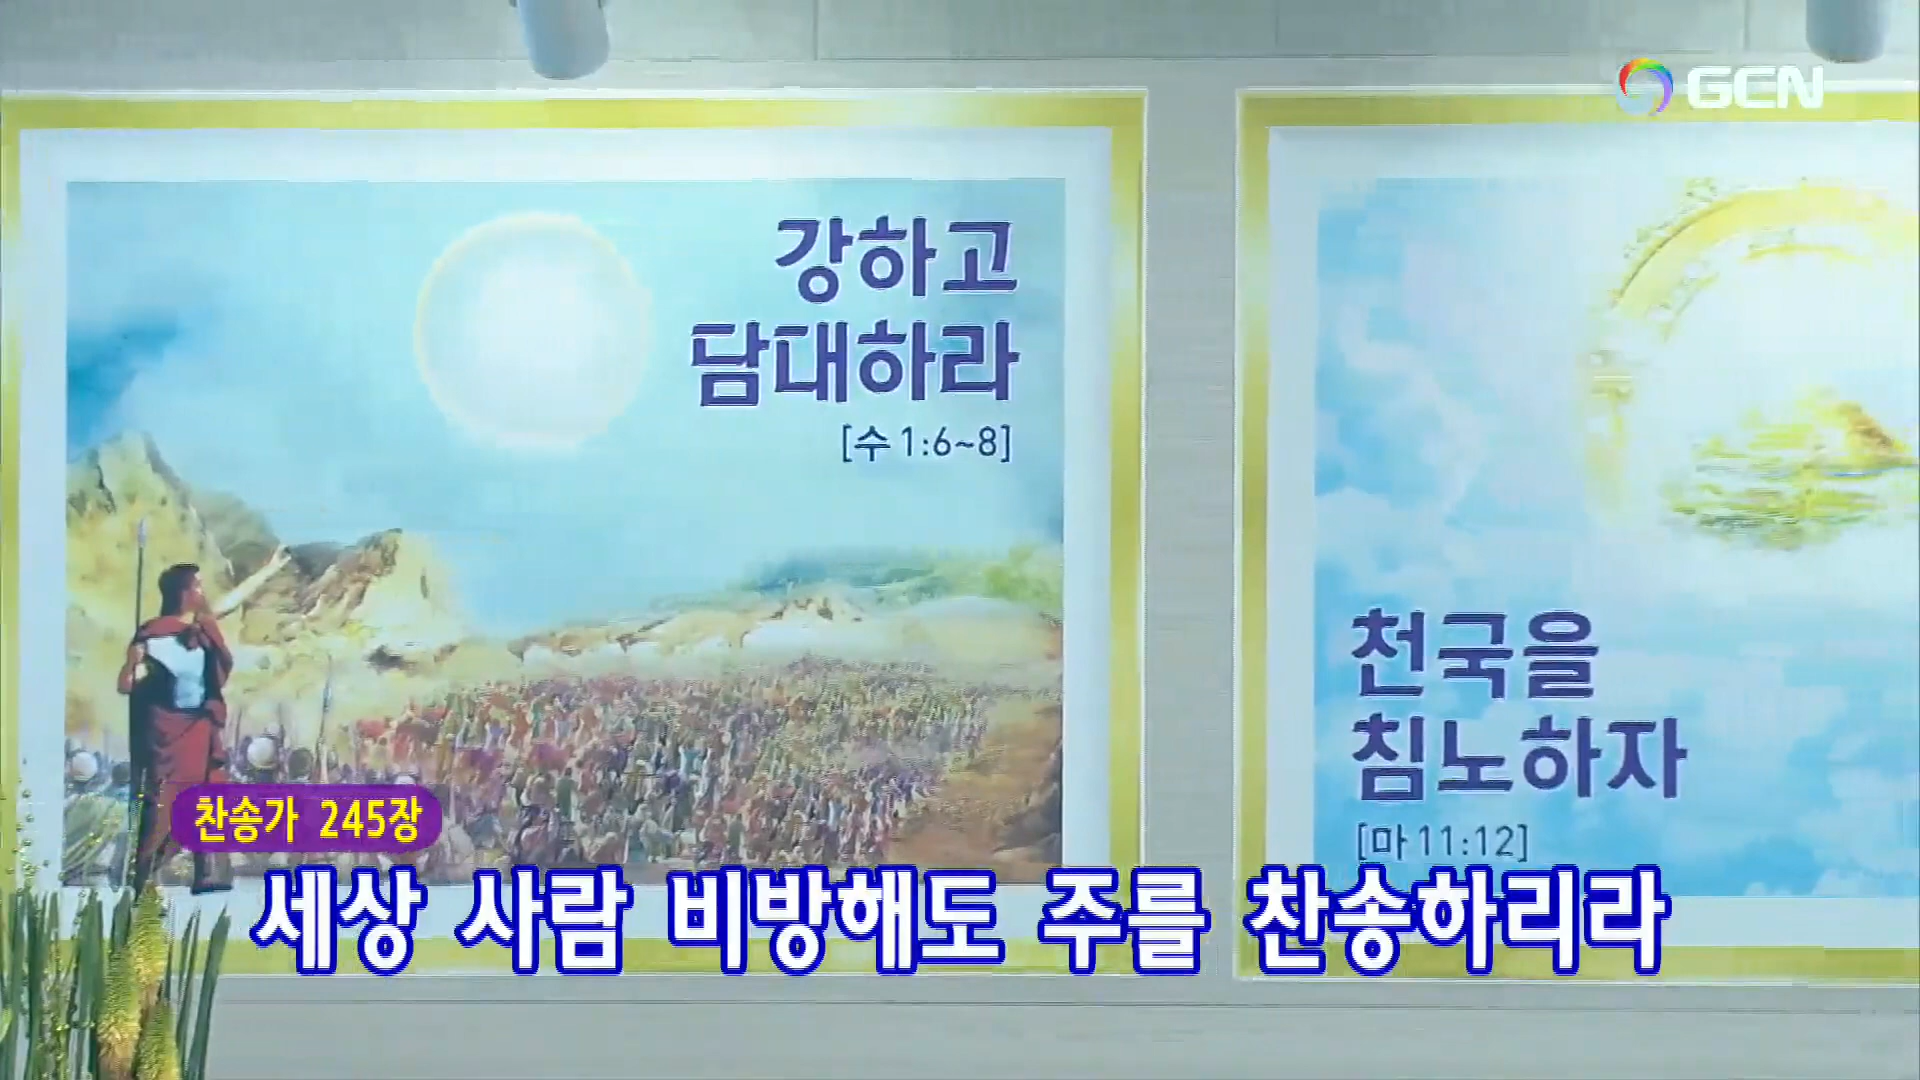 GCN
강하고
담대하라
[수 1:6~8]
천국을
침노하자
[마 11:12]
찬송가 245장
세상 사람 비방해도 주를 찬송하리라